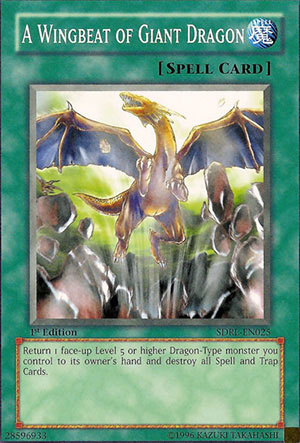 A Wingbeat of Giant Dragon 魔
[Spell Card]
1st Edition SDRL-EN025
Return 1 face-up Level 5 or higher Dragon-Type monster you
control to its owner's hand and destroy all Spell and Trap
Cards.
28596933 ©1996 KAZUKI TAKAHASHI